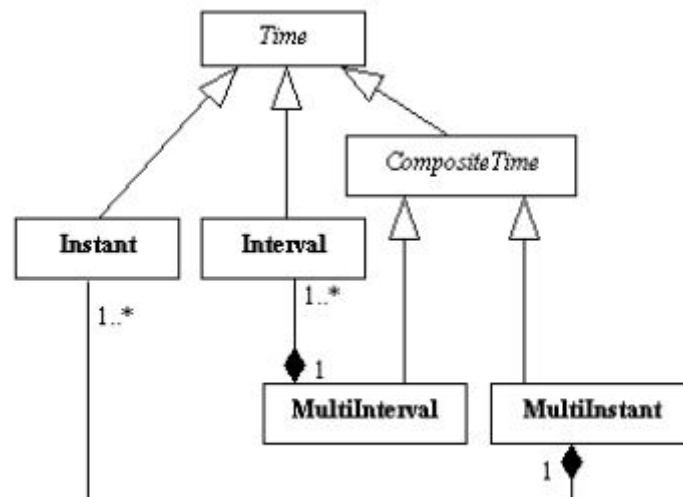 Time
CompositeTime
Instant
Interval
1..*
1..*
1
MultiInterval
MultiInstant
1